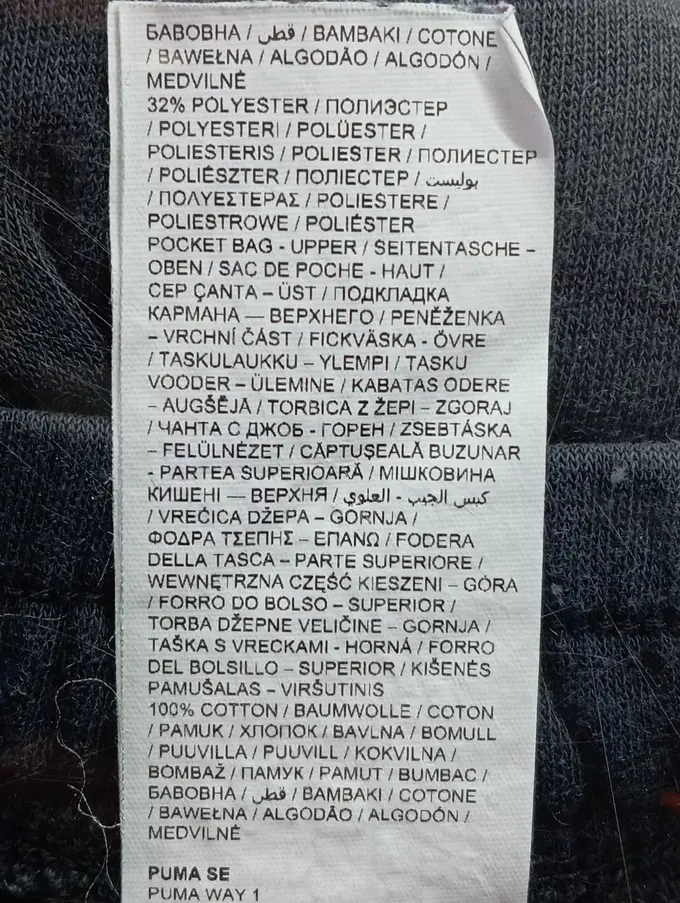 БАВОВНА / قطن / BAMBAKI / COTONE
/ BAWEŁNA / ALGODÃO / ALGODÓN /
MEDVILNĖ
32% POLYESTER / ПОЛИЭСТЕР
/ POLYESTERI / POLÜESTER /
POLIESTERIS / POLIESTER / ПОЛИЕСТЕР
/ POLIÉSZTER / ПОЛІЕСТЕР / بوليستر
/ ΠΟΛΥΕΣΤΕΡΑΣ / POLIESTERE /
POLIESTROWE / POLIÉSTER
POCKET BAG - UPPER / SEITENTASCHE –
OBEN / SAC DE POCHE - HAUT /
CEP ÇANTA – ÜST / ПОДКЛАДКА
КАРМАНА — ВЕРХНЕГО / PENĚŽENKA
– VRCHNÍ ČÁST / FICKVÄSKA - ÖVRE
/ TASKULAUKKU – YLEMPI / TASKU
VOODER – ÜLEMINE / KABATAS ODERE
– AUGŠĒJĀ / TORBICA Z ŽEPI – ZGORAJ
/ ЧАНТА С ДЖОБ - ГОРЕН / ZSEBTÁSKA
– FELÜLNÉZET / CĂPTUŞEALĂ BUZUNAR
- PARTEA SUPERIOARĂ / МІШКОВИНА
КИШЕНІ — ВЕРХНЯ / كيس الجيب - العلوي
/ VREĆICA DŽEPA – GORNJA /
ΦΟΔΡΑ ΤΣΕΠΗΣ – ΕΠΑΝΩ / FODERA
DELLA TASCA – PARTE SUPERIORE /
WEWNĘTRZNA CZĘŚĆ KIESZENI – GÓRA
/ FORRO DO BOLSO – SUPERIOR /
TORBA DŽEPNE VELIČINE – GORNJA /
TAŠKA S VRECKAMI - HORNÁ / FORRO
DEL BOLSILLO – SUPERIOR / KIŠENĖS
PAMUŠALAS – VIRŠUTINIS
100% COTTON / BAUMWOLLE / COTON
/ PAMUK / ХЛОПОК / BAVLNA / BOMULL
/ PUUVILLA / PUUVILL / KOKVILNA /
BOMBAŽ / ПАМУК / PAMUT / BUMBAC /
БАВОВНА / قطن / BAMBAKI / COTONE
/ BAWEŁNA / ALGODÃO / ALGODÓN /
MEDVILNĖ
PUMA SE
PUMA WAY 1